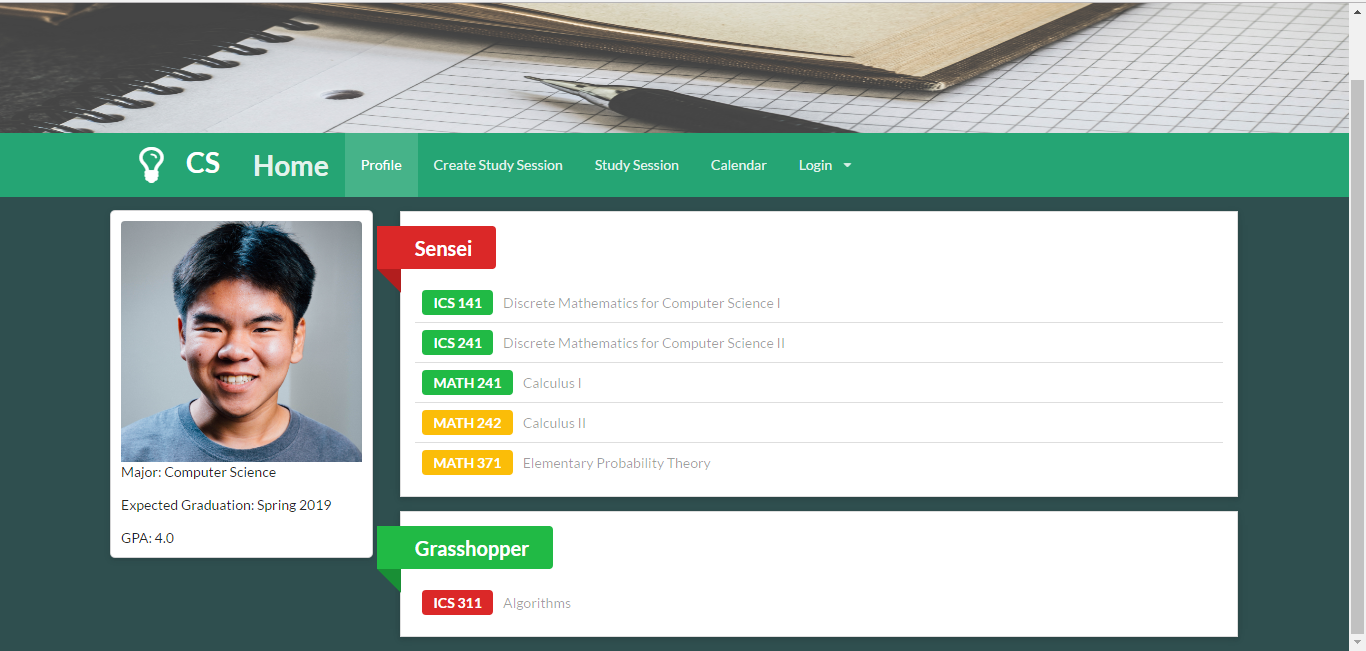 CS Home Profile Create Study Session Study Session Calendar Login
Major: Computer Science
Expected Graduation: Spring 2019
GPA: 4.0
Sensei
ICS 141 Discrete Mathematics for Computer Science I
ICS 241 Discrete Mathematics for Computer Science II
MATH 241 Calculus I
MATH 242 Calculus II
MATH 371 Elementary Probability Theory
Grasshopper
ICS 311 Algorithms